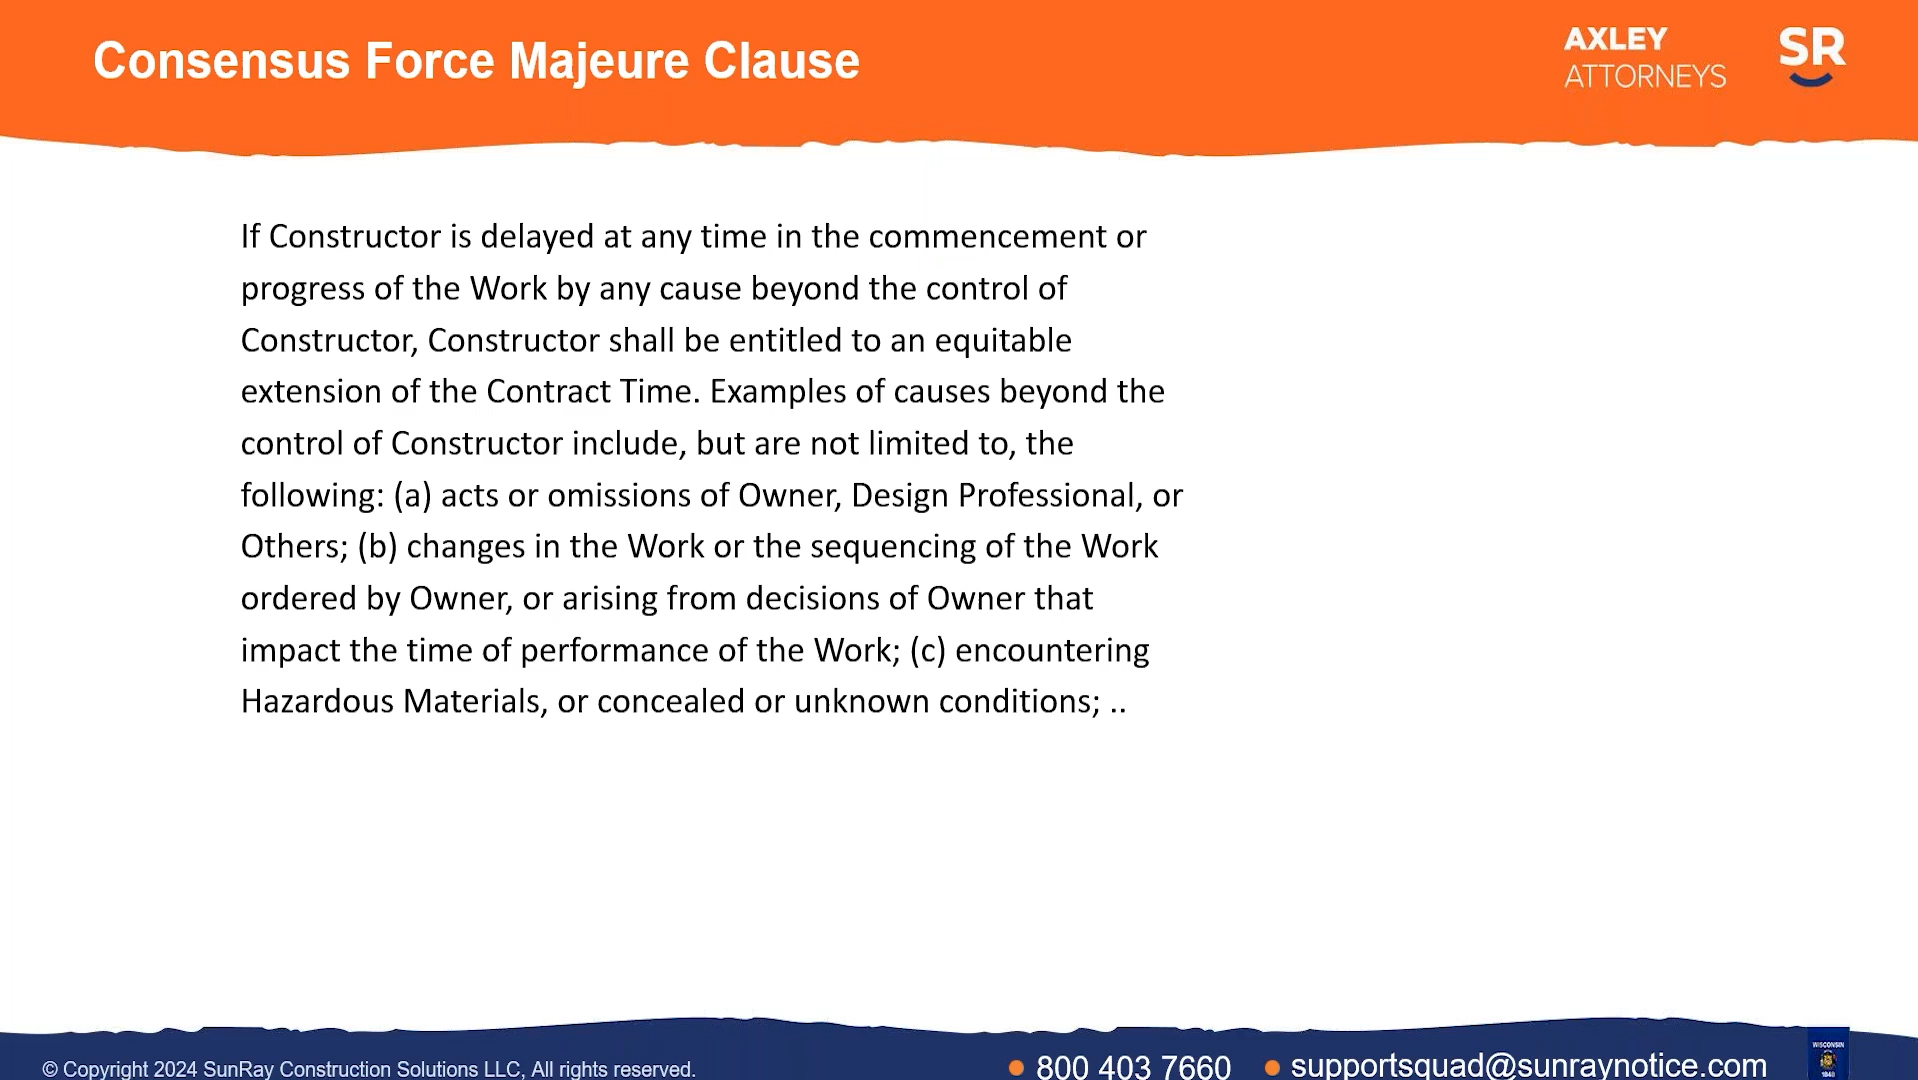 Consensus Force Majeure Clause
AXLEY
ATTORNEYS
SR
If Constructor is delayed at any time in the commencement or
progress of the Work by any cause beyond the control of
Constructor, Constructor shall be entitled to an equitable
extension of the Contract Time. Examples of causes beyond the
control of Constructor include, but are not limited to, the
following: (a) acts or omissions of Owner, Design Professional, or
Others; (b) changes in the Work or the sequencing of the Work
ordered by Owner, or arising from decisions of Owner that
impact the time of performance of the Work; (c) encountering
Hazardous Materials, or concealed or unknown conditions; ..
© Copyright 2024 SunRay Construction Solutions LLC, All rights reserved.
800 403 7660
supportsquad@sunraynotice.com
WISCONSIN
1848